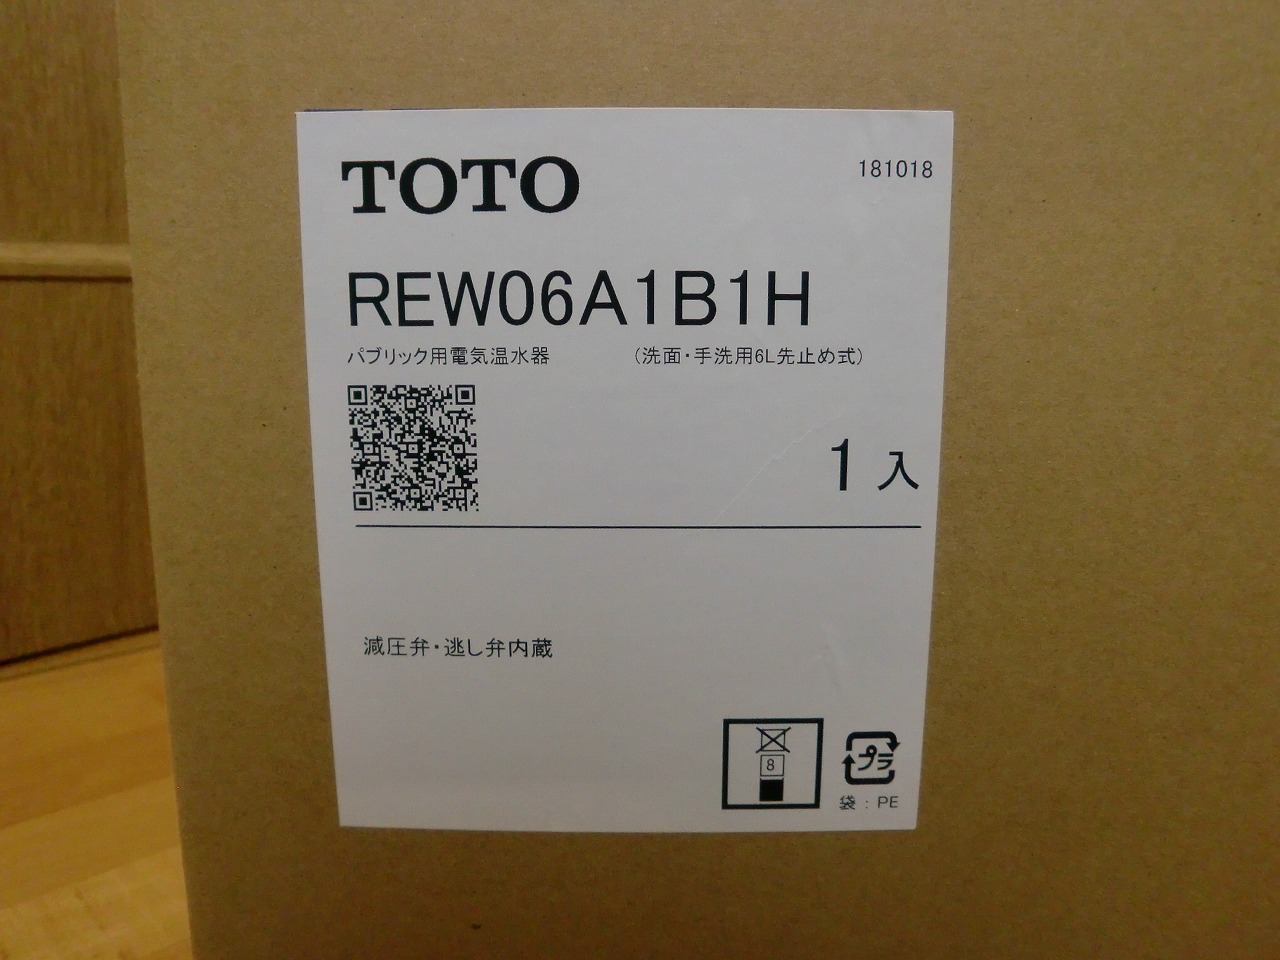 TOTO
181018
REW06A1B1H
パブリック用電気温水器 (洗面・手洗用6L先止め式)
1入
減圧弁・逃し弁内蔵
8
プラ
袋:PE